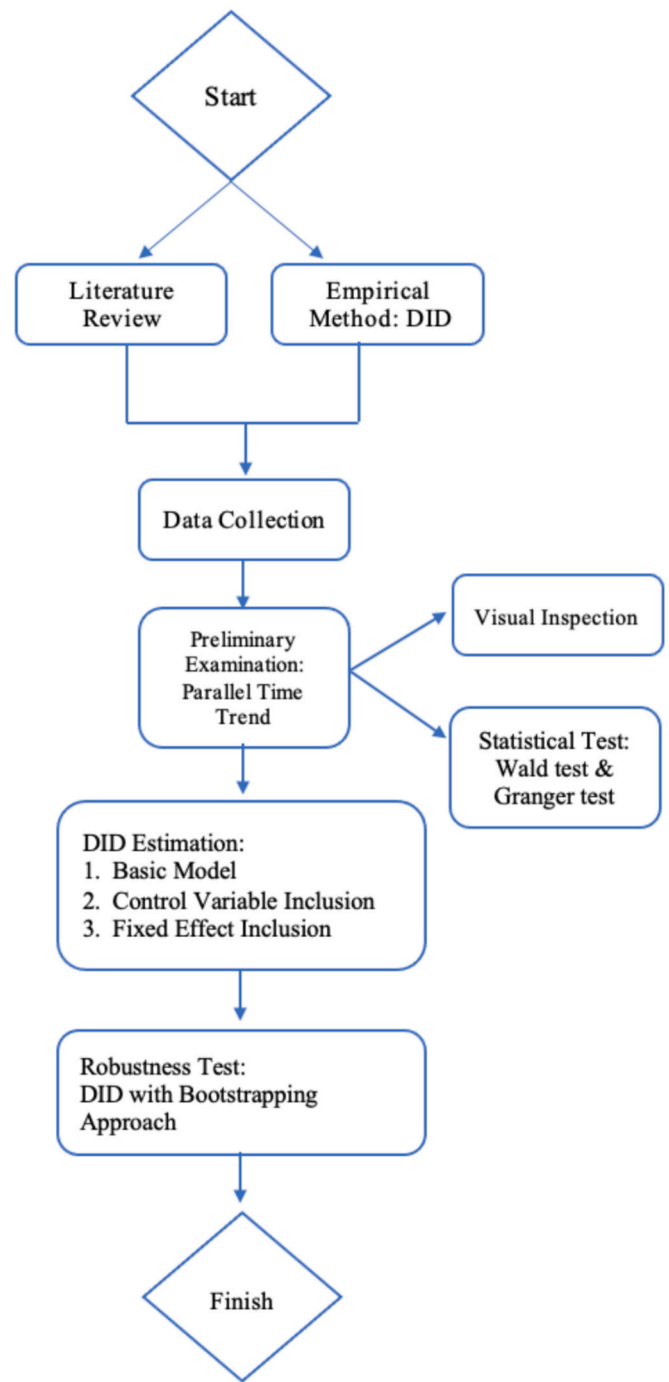 Start
Literature
Review
Empirical
Method: DID
Data Collection
Preliminary
Examination:
Parallel Time
Trend
Visual Inspection
Statistical Test:
Wald test &
Granger test
DID Estimation:
1. Basic Model
2. Control Variable Inclusion
3. Fixed Effect Inclusion
Robustness Test:
DID with Bootstrapping
Approach
Finish